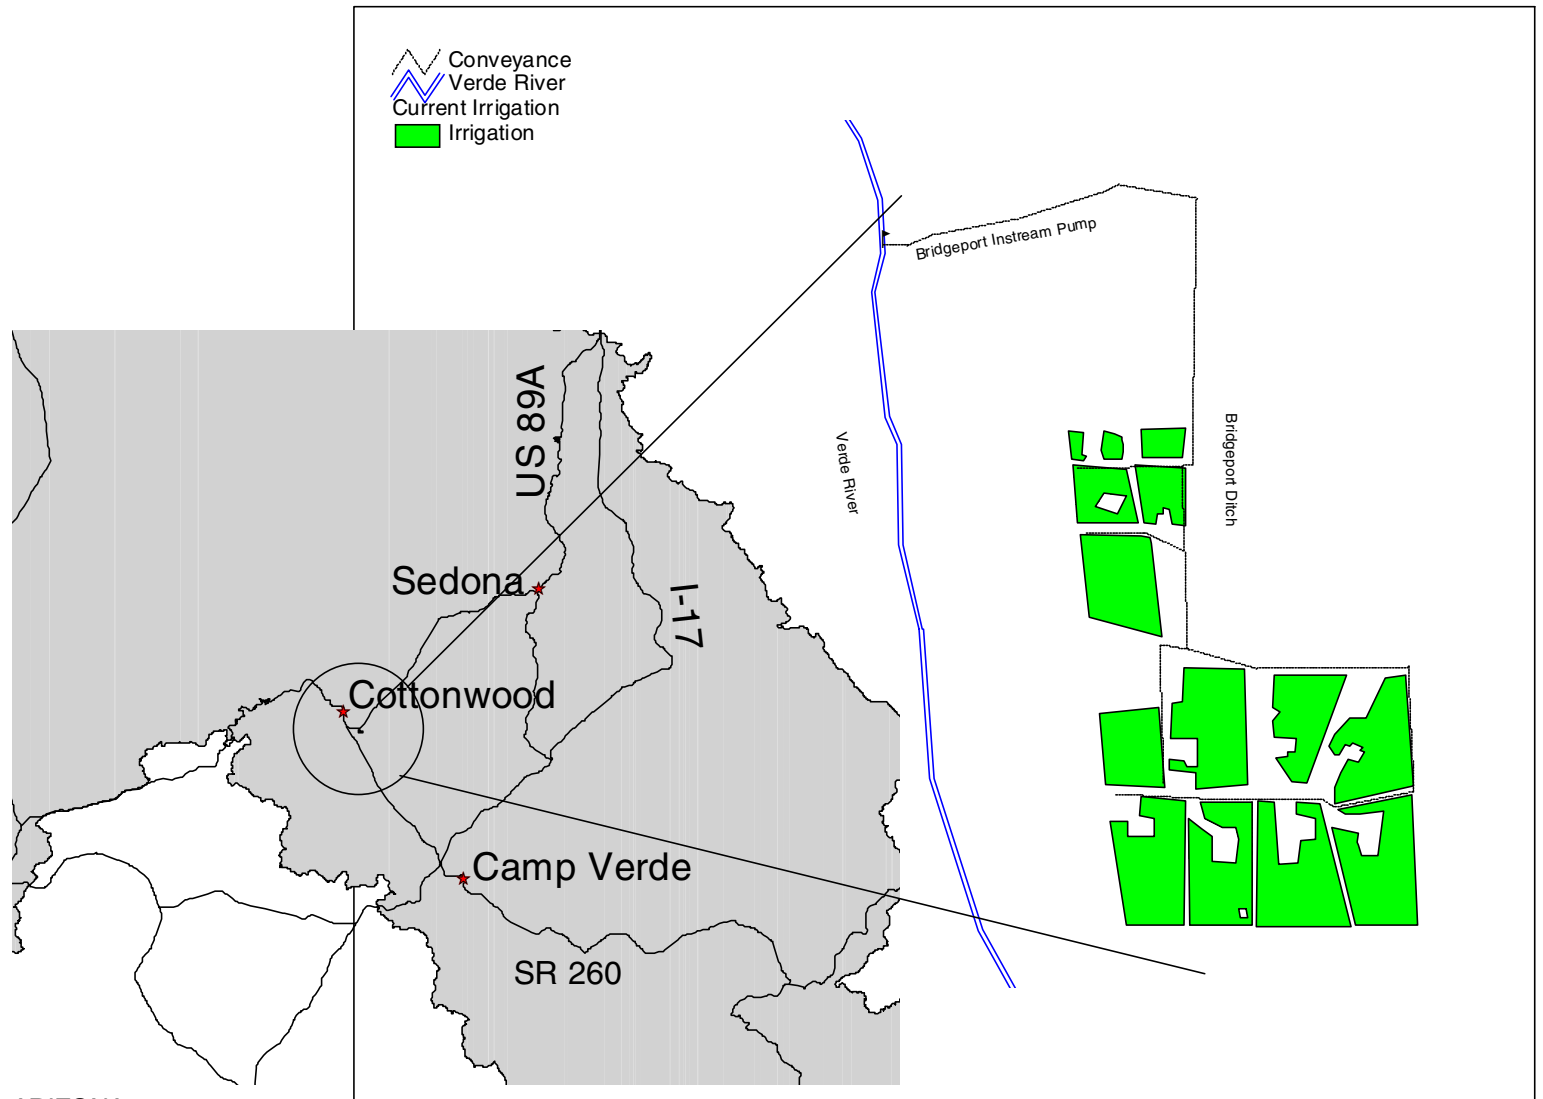 Conveyance
Verde River
Current Irrigation
Irrigation
Bridgeport Instream Pump
US 89A
Verde River
Bridgeport Ditch
Sedona
I-17
Cottonwood
Camp Verde
SR 260